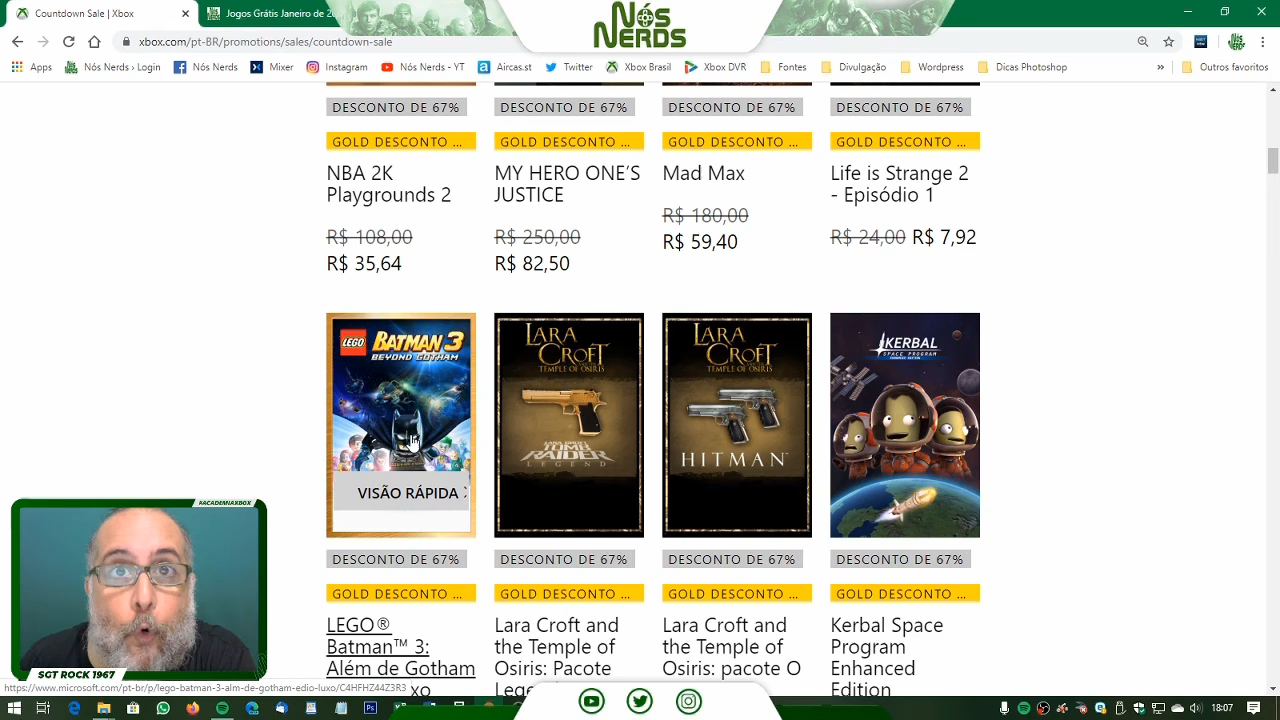 Countdown Sale | Xbox
Jogos Grátis Janeiro de 2
NÓS
NERDS
xbox.com/pt-BR/promotions/sales/countdown-sale
Apps
Nós Nerds › Login
Nós Nerds
Mixer
Instagram
Nós Nerds - YT
Aircas.st
Twitter
Xbox Brasil
Xbox DVR
Fontes
Divulgação
Wordpress
Dicas Photoshop
»
Outros favoritos
DESCONTO DE 67%
DESCONTO DE 67%
DESCONTO DE 67%
DESCONTO DE 67%
GOLD DESCONTO ...
GOLD DESCONTO ...
GOLD DESCONTO ...
GOLD DESCONTO ...
NBA 2K
Playgrounds 2
R$ 108,00
R$ 35,64
MY HERO ONE'S
JUSTICE
R$ 250,00
R$ 82,50
Mad Max
R$ 180,00
R$ 59,40
Life is Strange 2
- Episódio 1
R$ 24,00 R$ 7,92
LEGO BATMAN 3
BEYOND GOTHAM
VISÃO RÁPIDA
LARA
CROFT
TEMPLE OF OSIRIS
LARA CROFT
TOMB
RAIDER
LEGEND
LARA
CROFT
TEMPLE OF OSIRIS
HITMAN™
KERBAL
SPACE PROGRAM
DESCONTO DE 67%
DESCONTO DE 67%
DESCONTO DE 67%
DESCONTO DE 67%
GOLD DESCONTO ...
GOLD DESCONTO ...
GOLD DESCONTO ...
GOLD DESCONTO ...
LEGO®
Batman™ 3:
Além de Gotham
Lara Croft and
the Temple of
Osiris: Pacote
Lara Croft and
the Temple of
Osiris: pacote O
Kerbal Space
Program
Enhanced
Edition
#ACADEMIAXBOX
SGT ROCK 1967
https://www.microsoft.com/pt-br/p/lego-batman-3-alm-de-gotham-edio-luxo/C4HFHZ44Z3R3
18:07